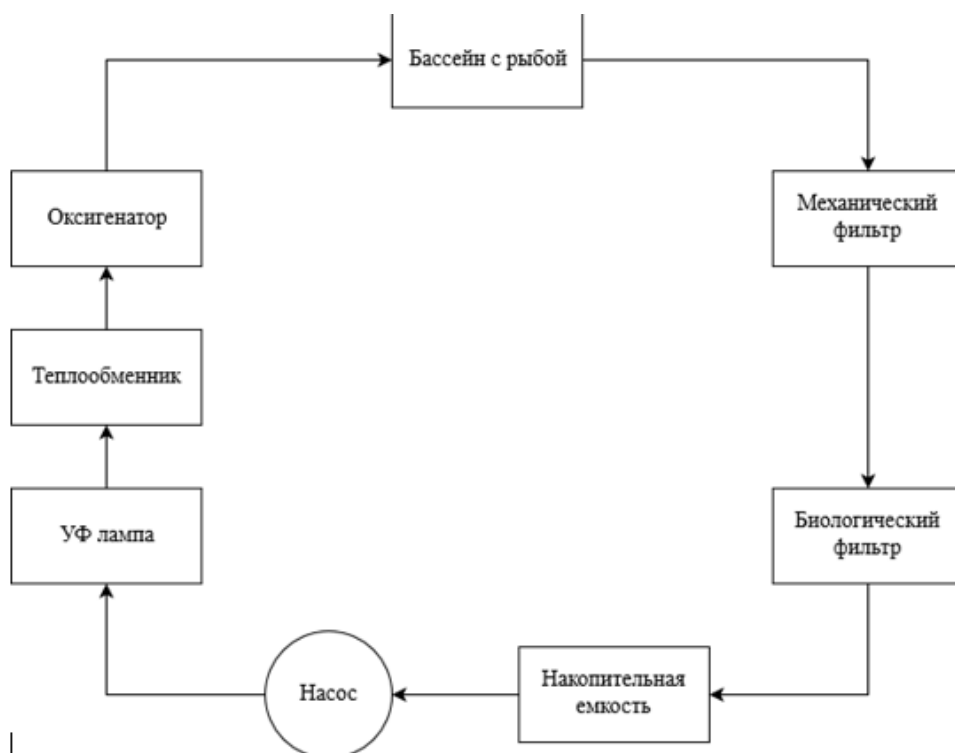 Бассейн с рыбой
Оксигенатор
Механический
фильтр
Теплообменник
УФ лампа
Биологический
фильтр
Насос
Накопительная
емкость